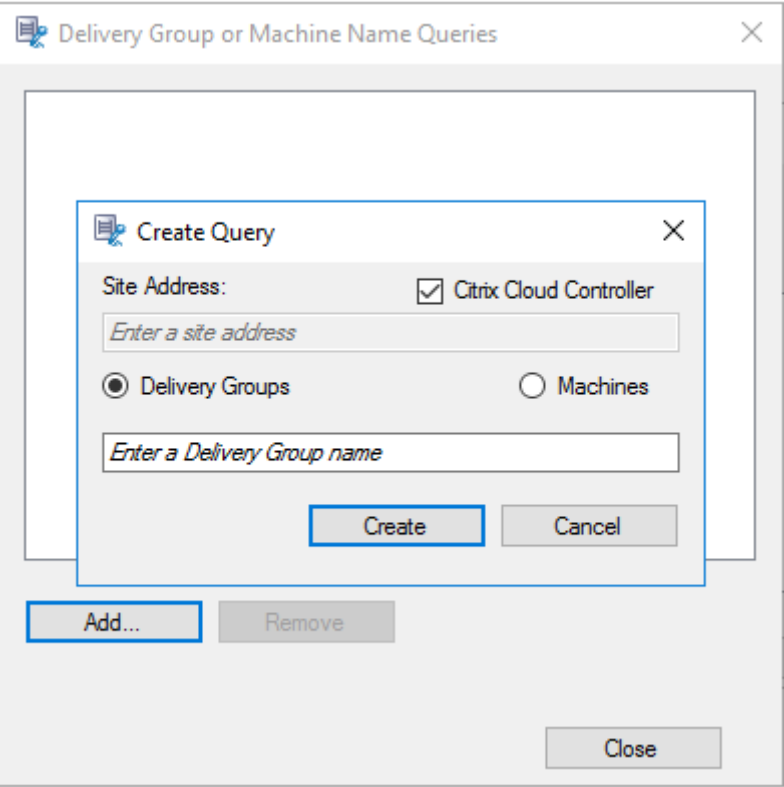 Delivery Group or Machine Name Queries
Create Query
Site Address:
Citrix Cloud Controller
Enter a site address
Delivery Groups
Machines
Enter a Delivery Group name
Create
Cancel
Add...
Remove
Close